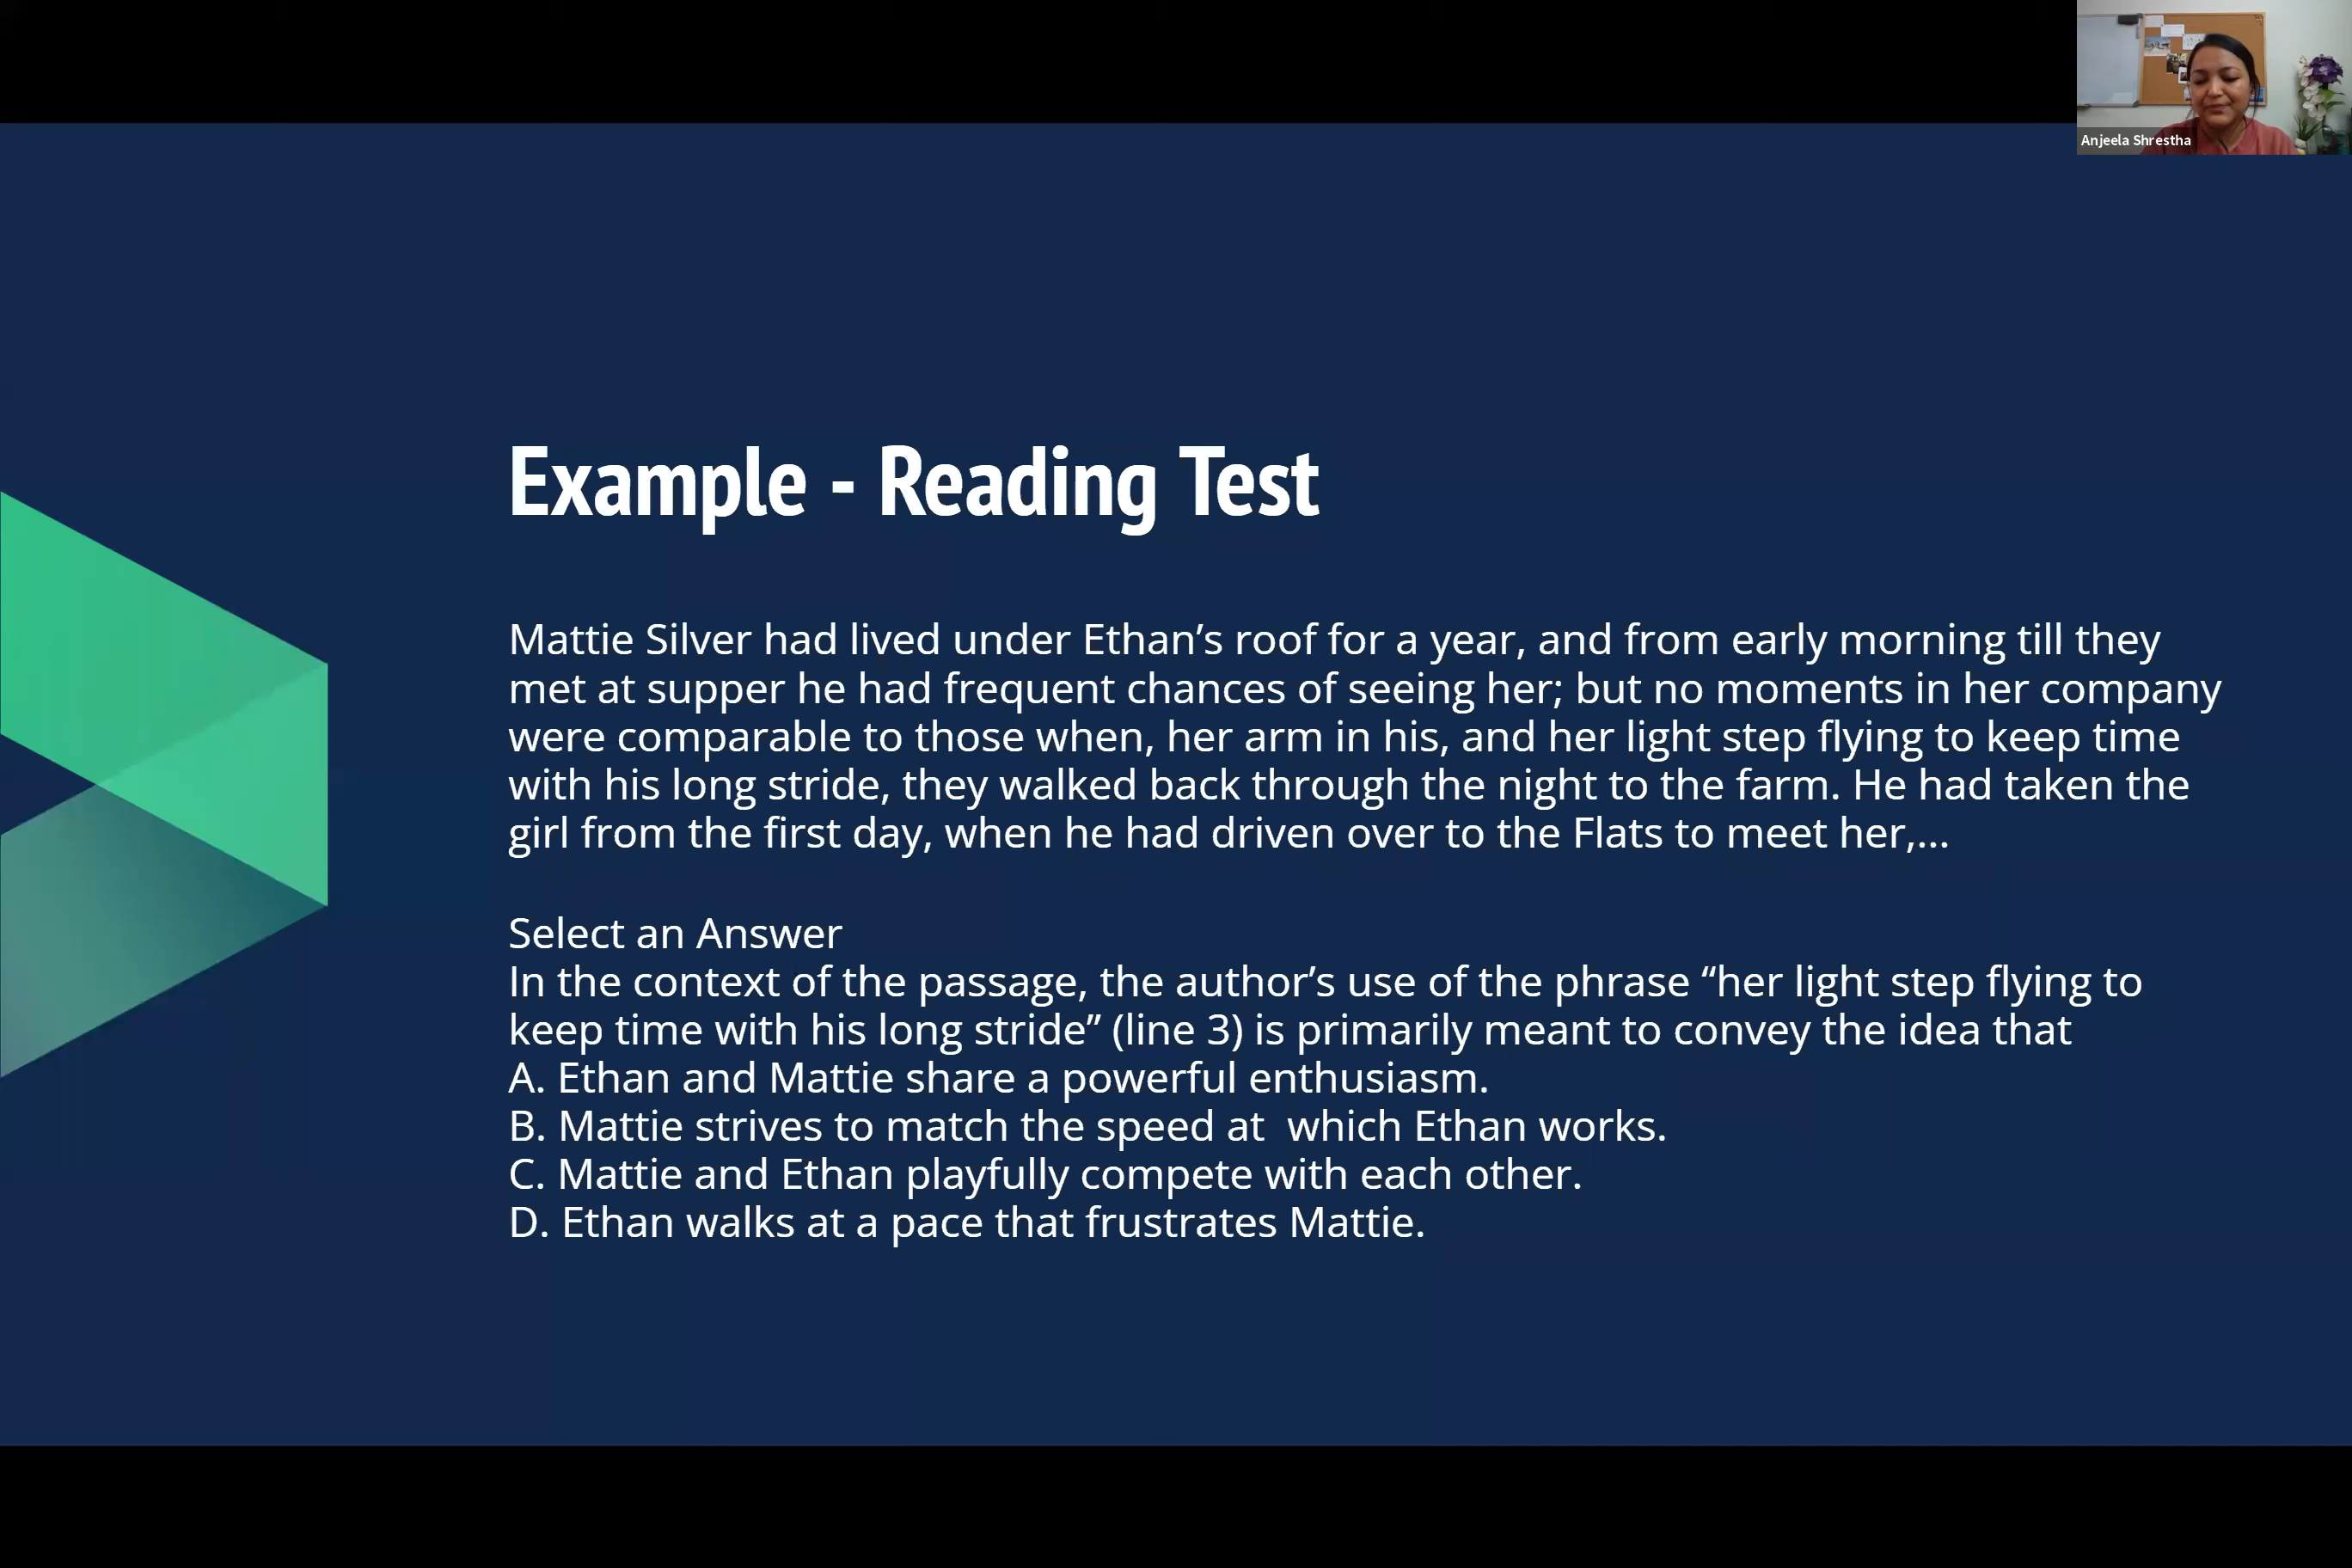 Anjeela Shrestha
Example - Reading Test
Mattie Silver had lived under Ethan’s roof for a year, and from early morning till they
met at supper he had frequent chances of seeing her; but no moments in her company
were comparable to those when, her arm in his, and her light step flying to keep time
with his long stride, they walked back through the night to the farm. He had taken the
girl from the first day, when he had driven over to the Flats to meet her,...
Select an Answer
In the context of the passage, the author’s use of the phrase “her light step flying to
keep time with his long stride” (line 3) is primarily meant to convey the idea that
A. Ethan and Mattie share a powerful enthusiasm.
B. Mattie strives to match the speed at  which Ethan works.
C. Mattie and Ethan playfully compete with each other.
D. Ethan walks at a pace that frustrates Mattie.